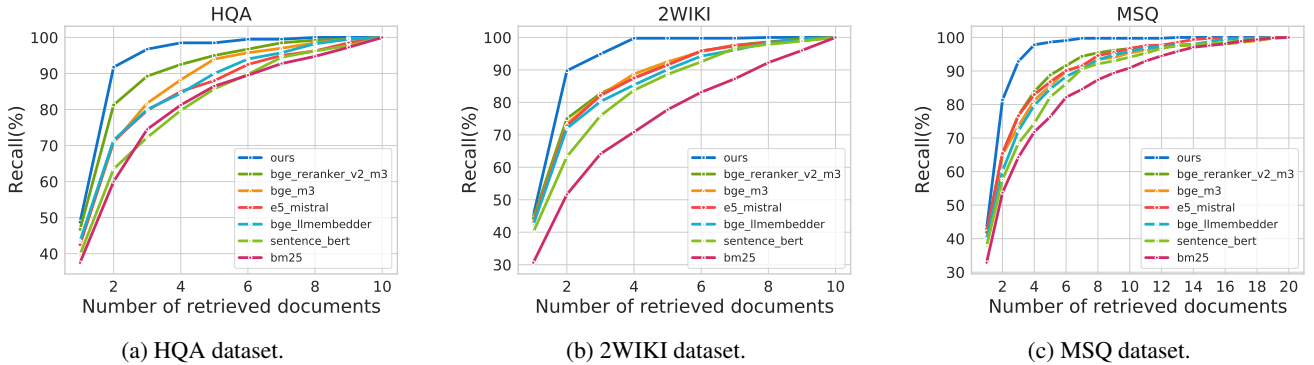 HQA
100
90
80
70
60
50
40
Recall(%)
2 4 6 8 10
Number of retrieved documents
ours
bge_reranker_v2_m3
bge_m3
e5_mistral
bge_llmembedder
sentence_bert
bm25
(a) HQA dataset.
2WIKI
100
90
80
70
60
50
40
30
Recall(%)
2 4 6 8 10
Number of retrieved documents
ours
bge_reranker_v2_m3
bge_m3
e5_mistral
bge_llmembedder
sentence_bert
bm25
(b) 2WIKI dataset.
MSQ
100
90
80
70
60
50
40
30
Recall(%)
2 4 6 8 10 12 14 16 18 20
Number of retrieved documents
ours
bge_reranker_v2_m3
bge_m3
e5_mistral
bge_llmembedder
sentence_bert
bm25
(c) MSQ dataset.